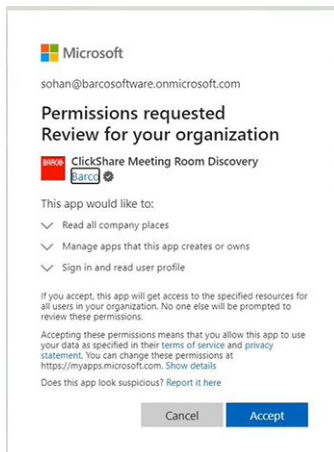 Microsoft
sohan@barcosoftware.onmicrosoft.com
Permissions requested
Review for your organization
BARCO
ClickShare Meeting Room Discovery
Barco
This app would like to:
Read all company places
Manage apps that this app creates or owns
Sign in and read user profile
If you accept, this app will get access to the specified resources for
all users in your organization. No one else will be prompted to
review these permissions.
Accepting these permissions means that you allow this app to use
your data as specified in their terms of service and privacy
statement. You can change these permissions at
https://myapps.microsoft.com. Show details
Does this app look suspicious? Report it here
Cancel
Accept